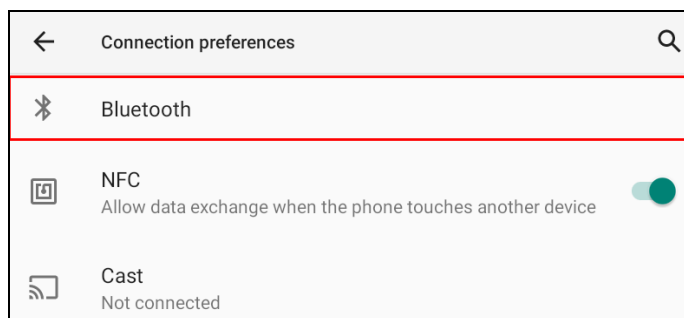 Connection preferences
Bluetooth
NFC
Allow data exchange when the phone touches another device
Cast
Not connected